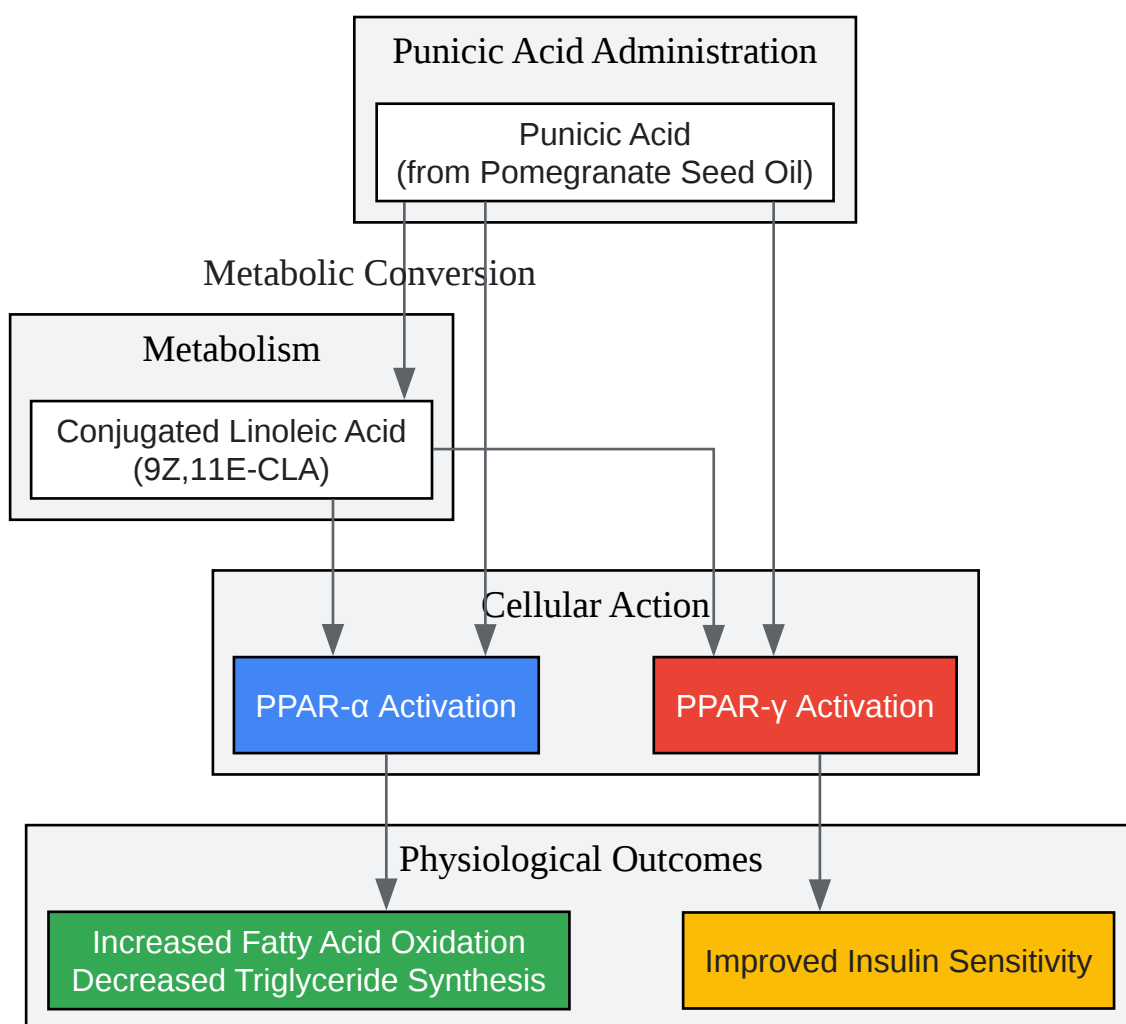 Punicic Acid Administration
Punicic Acid
(from Pomegranate Seed Oil)
Metabolic Conversion
Metabolism
Conjugated Linoleic Acid
(9Z,11E-CLA)
Cellular Action
PPAR-α Activation
PPAR-γ Activation
Physiological Outcomes
Increased Fatty Acid Oxidation
Decreased Triglyceride Synthesis
Improved Insulin Sensitivity